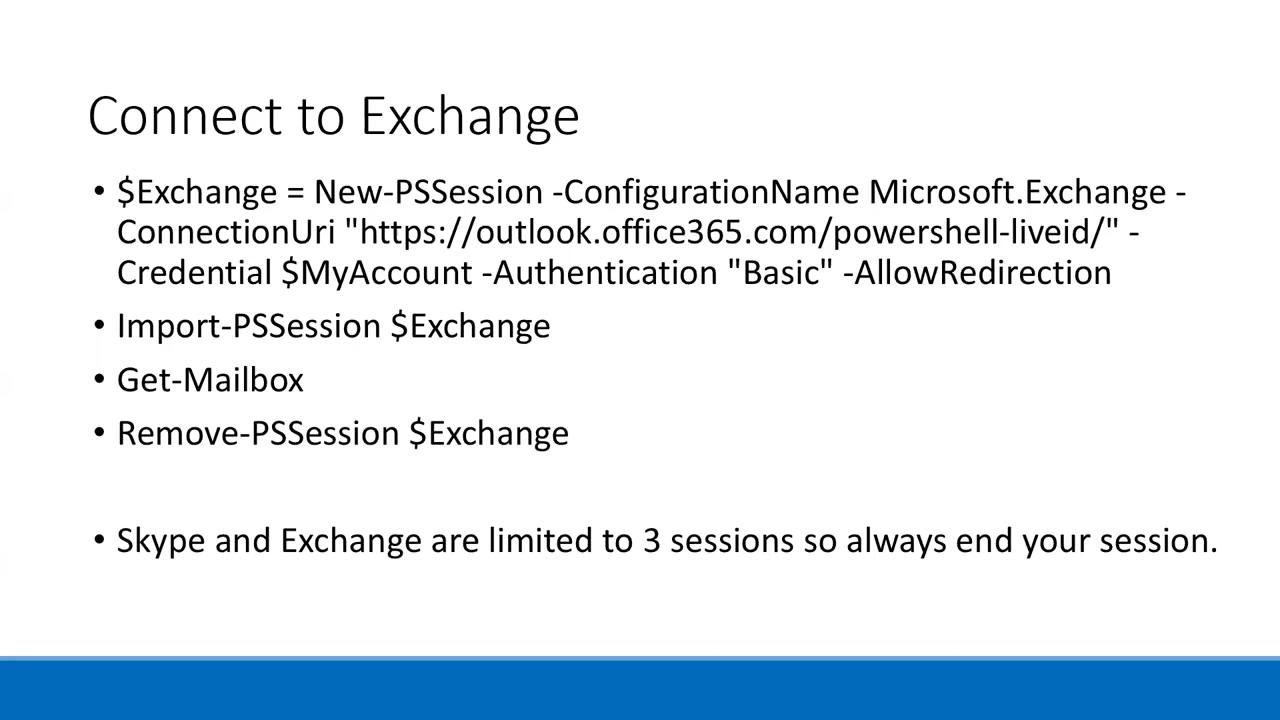 Connect to Exchange
• $Exchange = New-PSSession -ConfigurationName Microsoft.Exchange -
ConnectionUri "https://outlook.office365.com/powershell-liveid/" -
Credential $MyAccount -Authentication "Basic" -AllowRedirection
• Import-PSSession $Exchange
• Get-Mailbox
• Remove-PSSession $Exchange
• Skype and Exchange are limited to 3 sessions so always end your session.